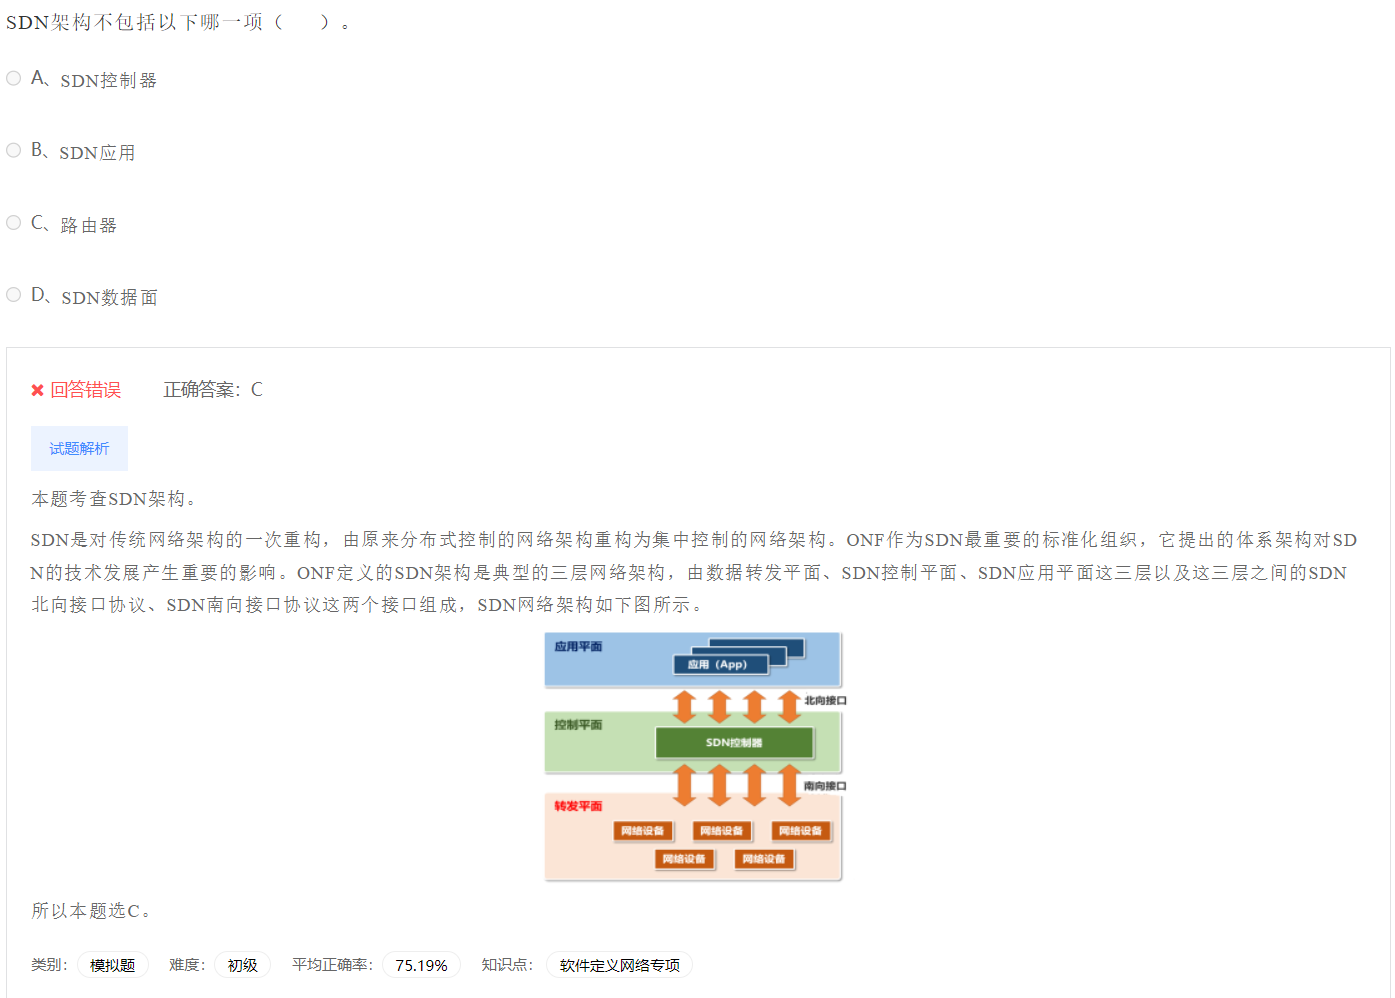 SDN架构不包括以下哪一项（　　）。
A、SDN控制器
B、SDN应用
C、路由器
D、SDN数据面
✖ 回答错误 正确答案：C
试题解析
本题考查SDN架构。
SDN是对传统网络架构的一次重构，由原来分布式控制的网络架构重构为集中控制的网络架构。ONF作为SDN最重要的标准化组织，它提出的体系架构对SD
N的技术发展产生重要的影响。ONF定义的SDN架构是典型的三层网络架构，由数据转发平面、SDN控制平面、SDN应用平面这三层以及这三层之间的SDN
北向接口协议、SDN南向接口协议这两个接口组成，SDN网络架构如下图所示。
应用平面
应用（App）
北向接口
控制平面
SDN控制器
南向接口
转发平面
网络设备 网络设备 网络设备
网络设备 网络设备
所以本题选C。
类别： 模拟题 难度： 初级 平均正确率： 75.19% 知识点： 软件定义网络专项